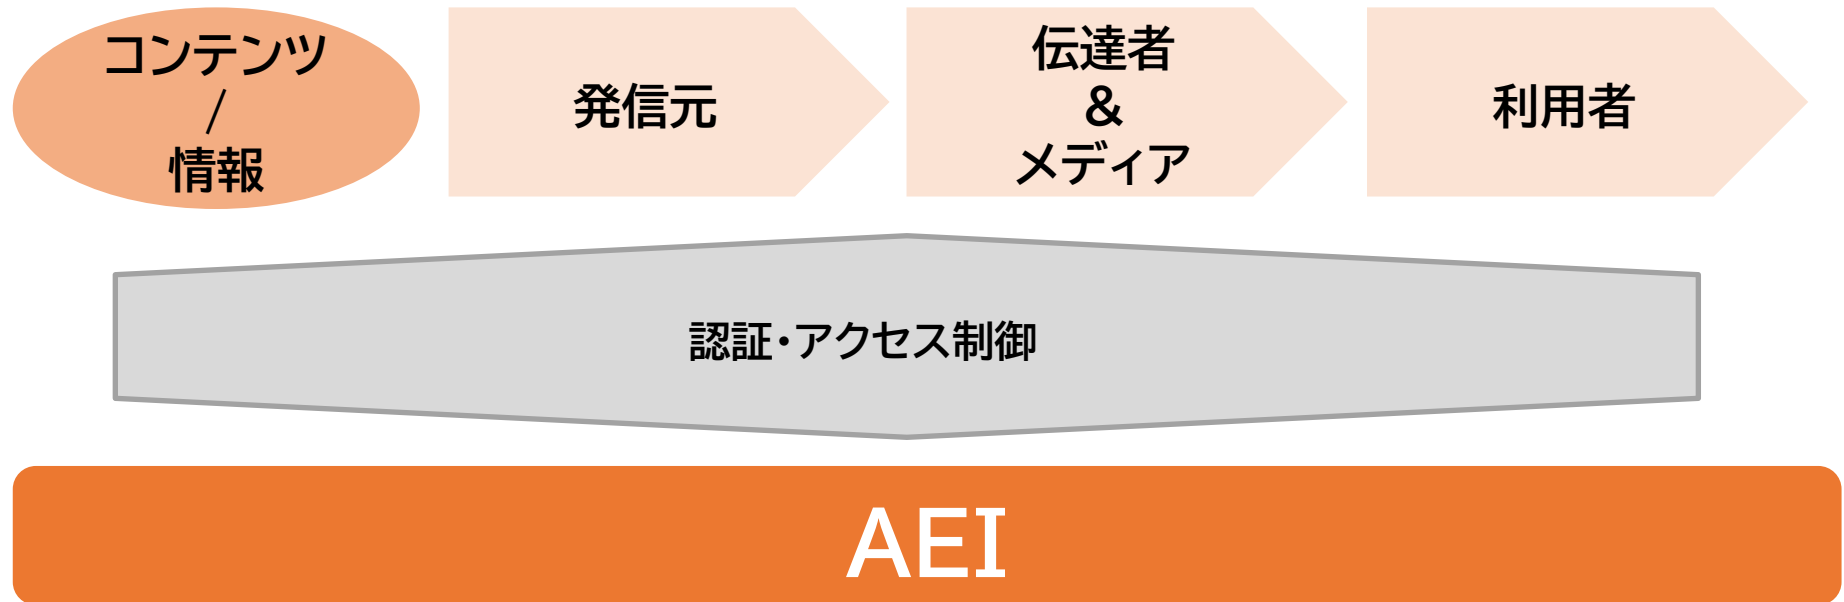 コンテンツ
/
情報
発信元
伝達者
&
メディア
利用者
認証・アクセス制御
AEI